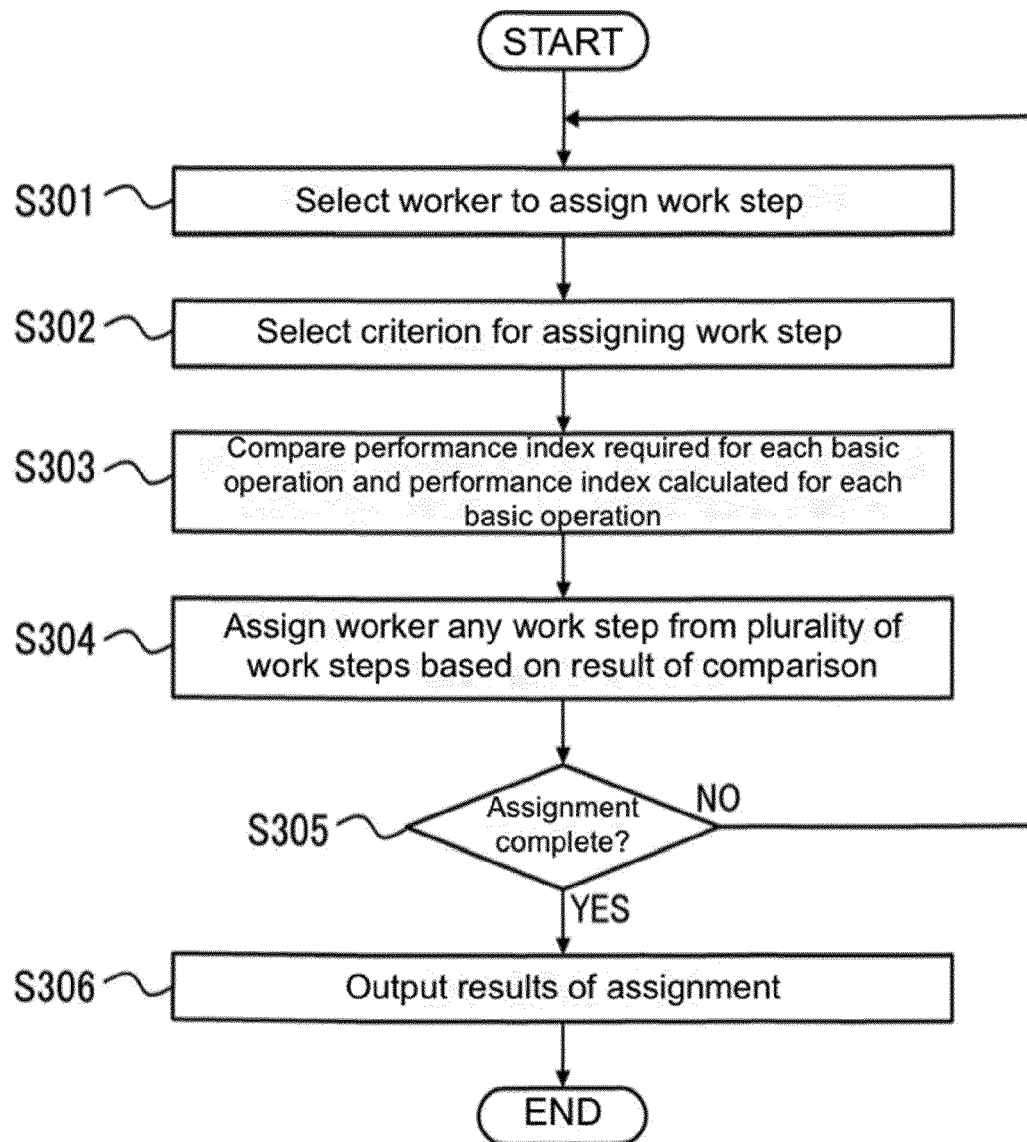 START
S301
Select worker to assign work step
S302
Select criterion for assigning work step
S303
Compare performance index required for each basic
operation and performance index calculated for each
basic operation
S304
Assign worker any work step from plurality of
work steps based on result of comparison
S305
Assignment
complete?
NO
YES
S306
Output results of assignment
END